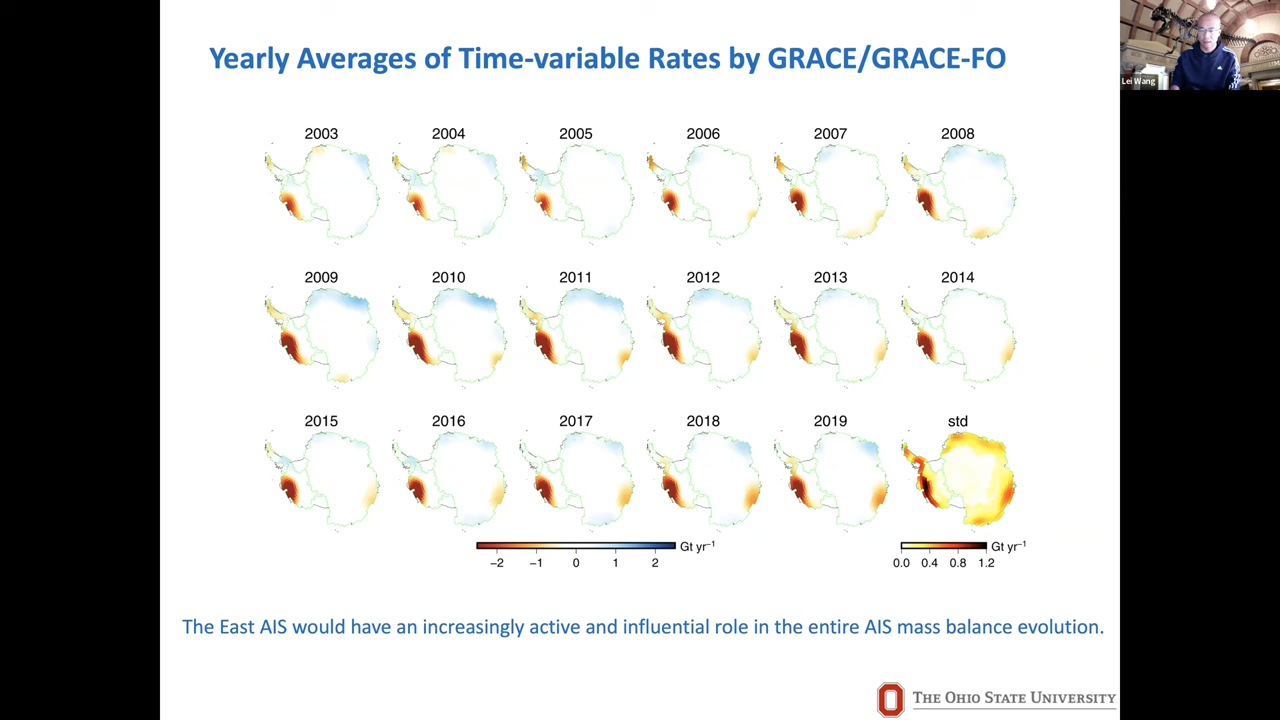 Yearly Averages of Time-variable Rates by GRACE/GRACE-FO
Lei Wang
2003 2004 2005 2006 2007 2008
2009 2010 2011 2012 2013 2014
2015 2016 2017 2018 2019 std
Gt yr⁻¹ Gt yr⁻¹
−2 −1 0 1 2 0.0 0.4 0.8 1.2
The East AIS would have an increasingly active and influential role in the entire AIS mass balance evolution.
THE OHIO STATE UNIVERSITY